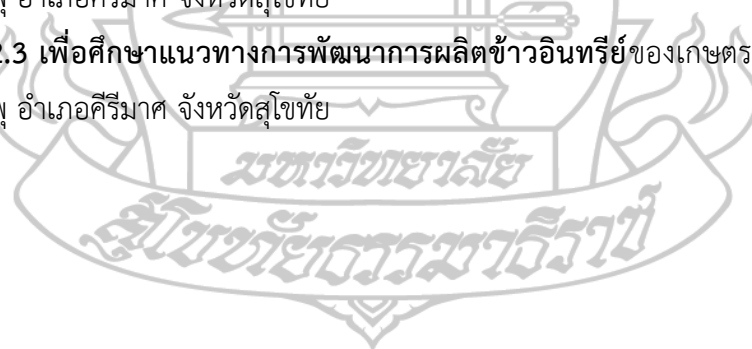 พุ อำเภอคีรีมาศ จังหวัดสุโขทัย
2.3 เพื่อศึกษาแนวทางการพัฒนาการผลิตข้าวอินทรีย์ของเกษตร
พุ อำเภอคีรีมาศ จังหวัดสุโขทัย
มหาวิทยาลัย
สุโขทัยธรรมาธิราช